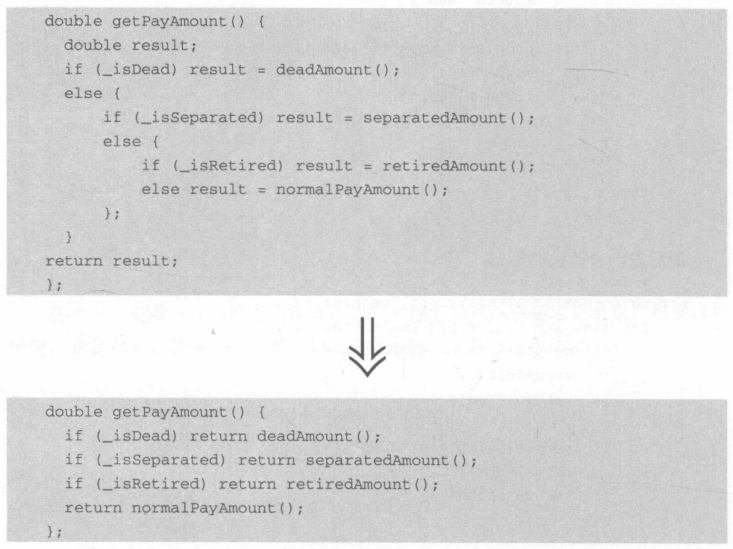 double getPayAmount() {
  double result;
  if (_isDead) result = deadAmount();
  else {
      if (_isSeparated) result = separatedAmount();
      else {
          if (_isRetired) result = retiredAmount();
          else result = normalPayAmount();
      };
  }
return result;
};
double getPayAmount() {
  if (_isDead) return deadAmount();
  if (_isSeparated) return separatedAmount();
  if (_isRetired) return retiredAmount();
  return normalPayAmount();
};